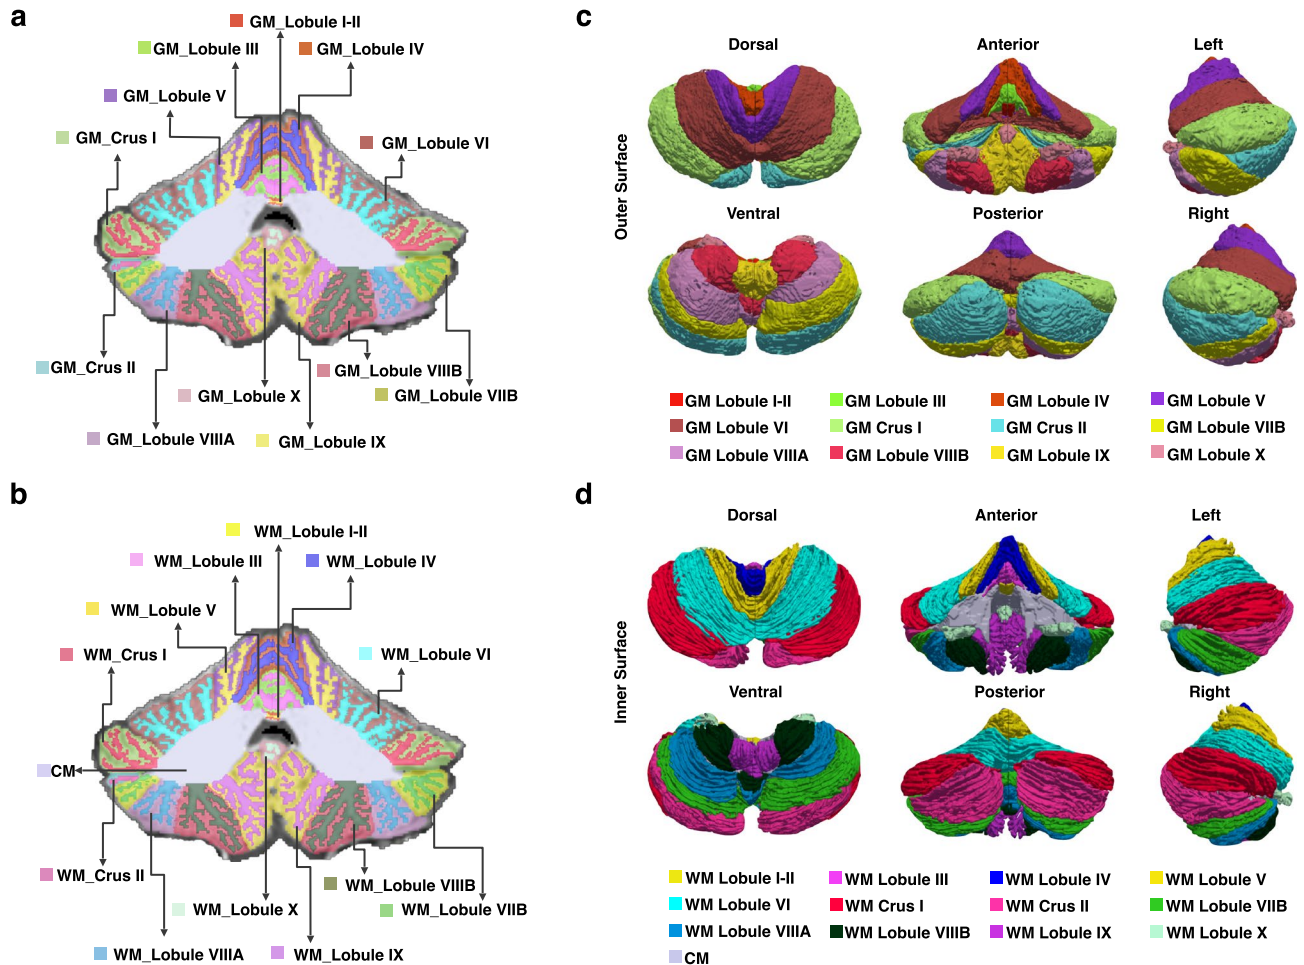 a
GM_Lobule I-II
GM_Lobule III
GM_Lobule IV
GM_Lobule V
GM_Crus I
GM_Lobule VI
GM_Crus II
GM_Lobule VIIIB
GM_Lobule X
GM_Lobule VIIB
GM_Lobule VIIIA
GM_Lobule IX
b
WM_Lobule I-II
WM_Lobule III
WM_Lobule IV
WM_Lobule V
WM_Crus I
WM_Lobule VI
CM
WM_Crus II
WM_Lobule VIIIB
WM_Lobule X
WM_Lobule VIIB
WM_Lobule VIIIA
WM_Lobule IX
c
Outer Surface
Dorsal
Anterior
Left
Ventral
Posterior
Right
GM Lobule I-II
GM Lobule III
GM Lobule IV
GM Lobule V
GM Lobule VI
GM Crus I
GM Crus II
GM Lobule VIIB
GM Lobule VIIIA
GM Lobule VIIIB
GM Lobule IX
GM Lobule X
d
Inner Surface
Dorsal
Anterior
Left
Ventral
Posterior
Right
WM Lobule I-II
WM Lobule III
WM Lobule IV
WM Lobule V
WM Lobule VI
WM Crus I
WM Crus II
WM Lobule VIIB
WM Lobule VIIIA
WM Lobule VIIIB
WM Lobule IX
WM Lobule X
CM